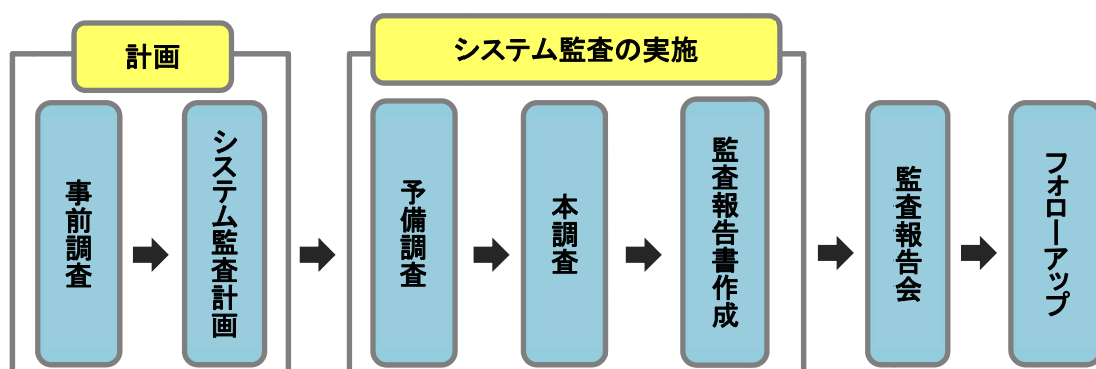 計画
システム監査の実施
事前調査
システム監査計画
予備調査
本調査
監査報告書作成
監査報告会
フォローアップ